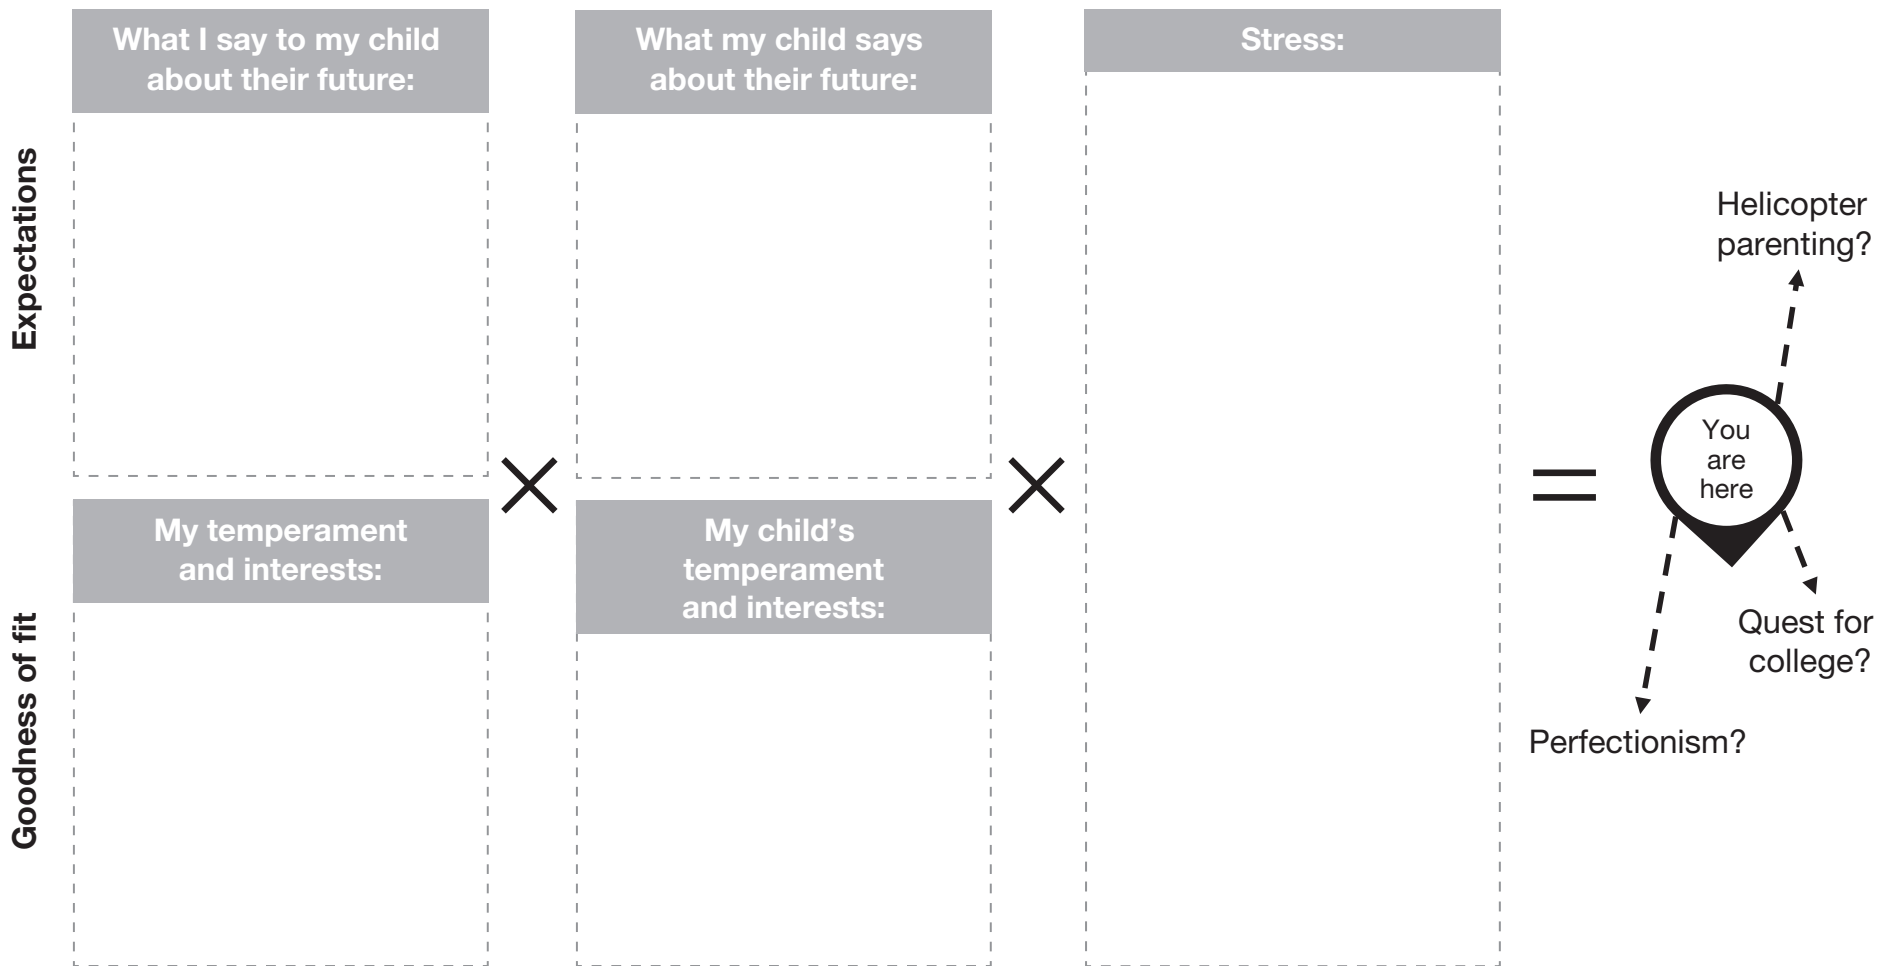 What I say to my child
about their future:
What my child says
about their future:
Stress:
Expectations
My temperament
and interests:
My child’s
temperament
and interests:
Goodness of fit
Helicopter
parenting?
You
are
here
Quest for
college?
Perfectionism?